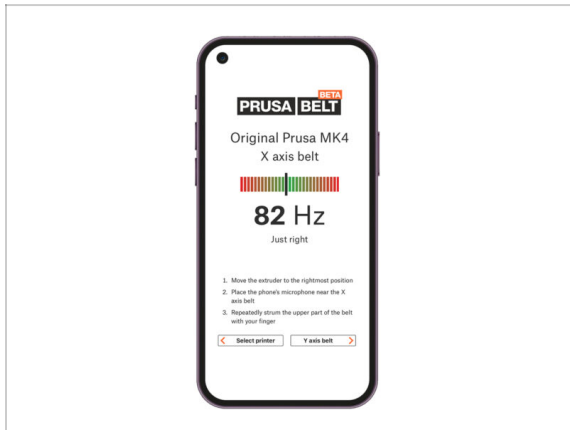 BETA
PRUSA BELT
Original Prusa MK4
X axis belt
82 Hz
Just right
1. Move the extruder to the rightmost position
2. Place the phone's microphone near the X
axis belt
3. Repeatedly strum the upper part of the belt
with your finger
Select printer
Y axis belt